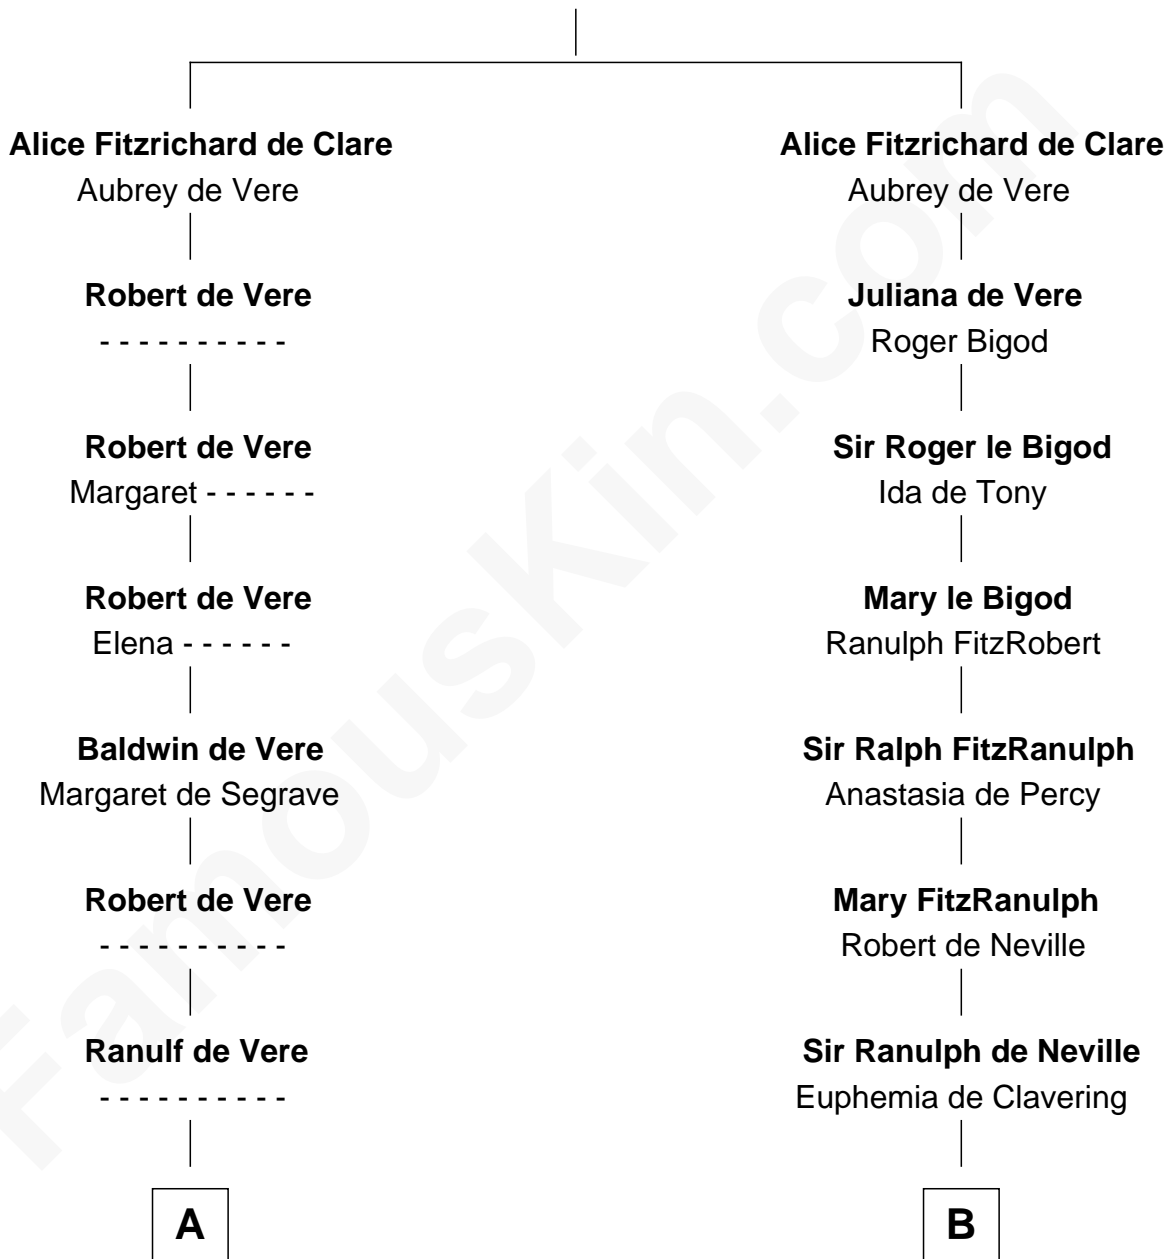 Alice Fitzrichard de Clare
Aubrey de Vere
Robert de Vere
- - - - - - - - - -
Robert de Vere
Margaret - - - - - -
Robert de Vere
Elena - - - - - -
Baldwin de Vere
Margaret de Segrave
Robert de Vere
- - - - - - - - - -
Ranulf de Vere
- - - - - - - - - -
A
Alice Fitzrichard de Clare
Aubrey de Vere
Juliana de Vere
Roger Bigod
Sir Roger le Bigod
Ida de Tony
Mary le Bigod
Ranulph FitzRobert
Sir Ralph FitzRanulph
Anastasia de Percy
Mary FitzRanulph
Robert de Neville
Sir Ranulph de Neville
Euphemia de Clavering
B
FamousKin.com